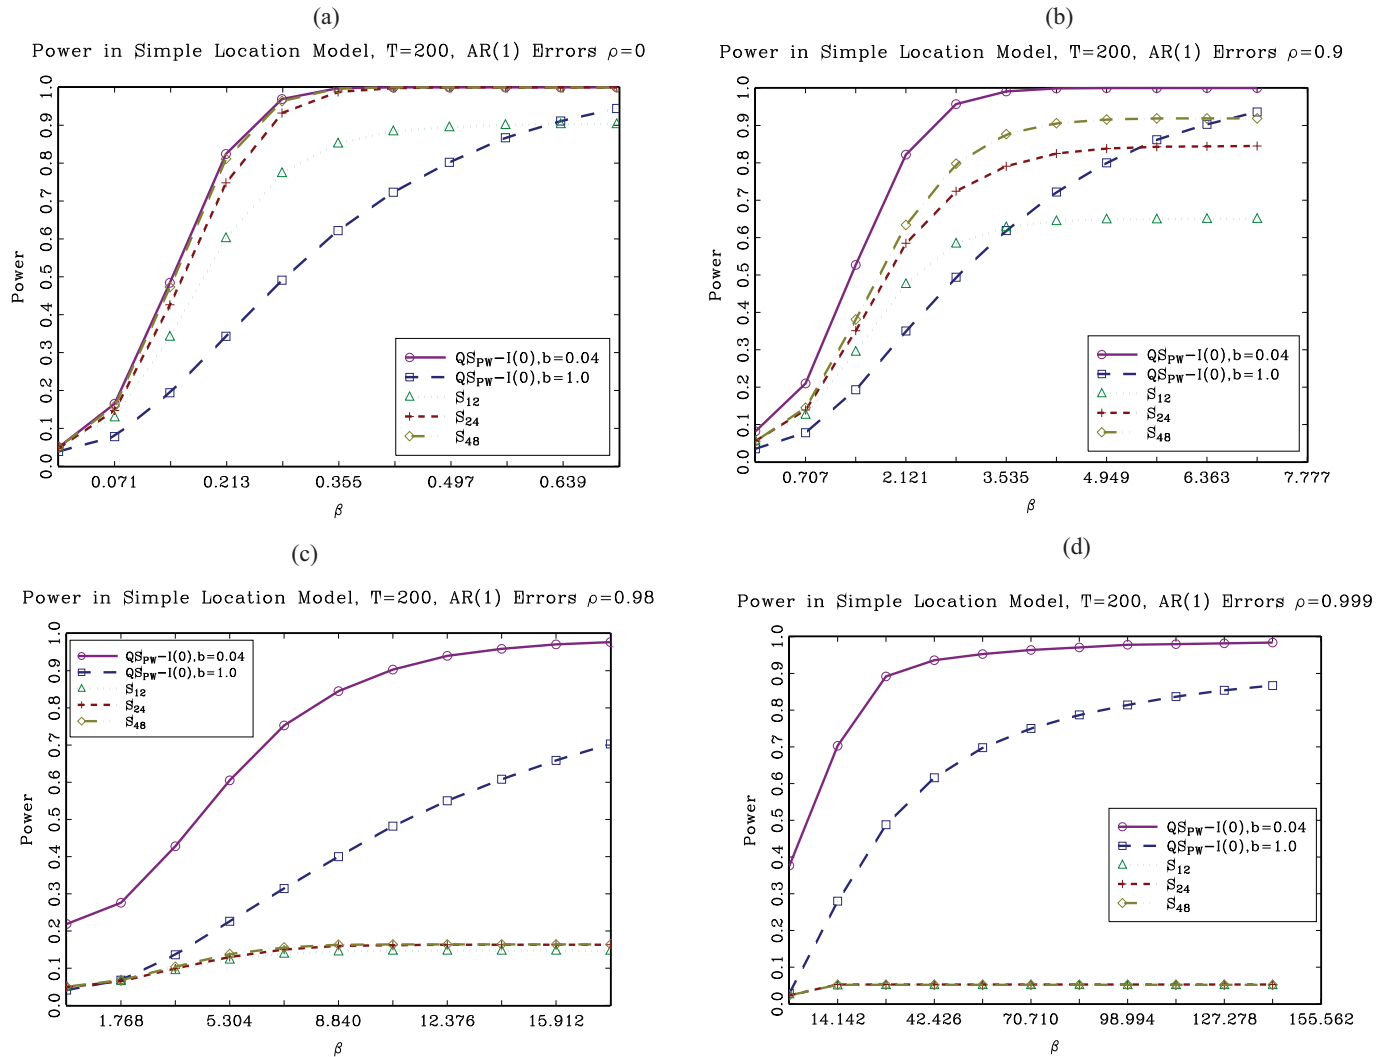 (a)
Power in Simple Location Model, T=200, AR(1) Errors ρ=0
Power
0.0 0.1 0.2 0.3 0.4 0.5 0.6 0.7 0.8 0.9 1.0
QS_PW−I(0),b=0.04
QS_PW−I(0),b=1.0
S_12
S_24
S_48
0.071 0.213 0.355 0.497 0.639
β
(b)
Power in Simple Location Model, T=200, AR(1) Errors ρ=0.9
Power
0.0 0.1 0.2 0.3 0.4 0.5 0.6 0.7 0.8 0.9 1.0
QS_PW−I(0),b=0.04
QS_PW−I(0),b=1.0
S_12
S_24
S_48
0.707 2.121 3.535 4.949 6.363 7.777
β
(c)
Power in Simple Location Model, T=200, AR(1) Errors ρ=0.98
Power
0.0 0.1 0.2 0.3 0.4 0.5 0.6 0.7 0.8 0.9 1.0
QS_PW−I(0),b=0.04
QS_PW−I(0),b=1.0
S_12
S_24
S_48
1.768 5.304 8.840 12.376 15.912
β
(d)
Power in Simple Location Model, T=200, AR(1) Errors ρ=0.999
Power
0.0 0.1 0.2 0.3 0.4 0.5 0.6 0.7 0.8 0.9 1.0
QS_PW−I(0),b=0.04
QS_PW−I(0),b=1.0
S_12
S_24
S_48
14.142 42.426 70.710 98.994 127.278 155.562
β